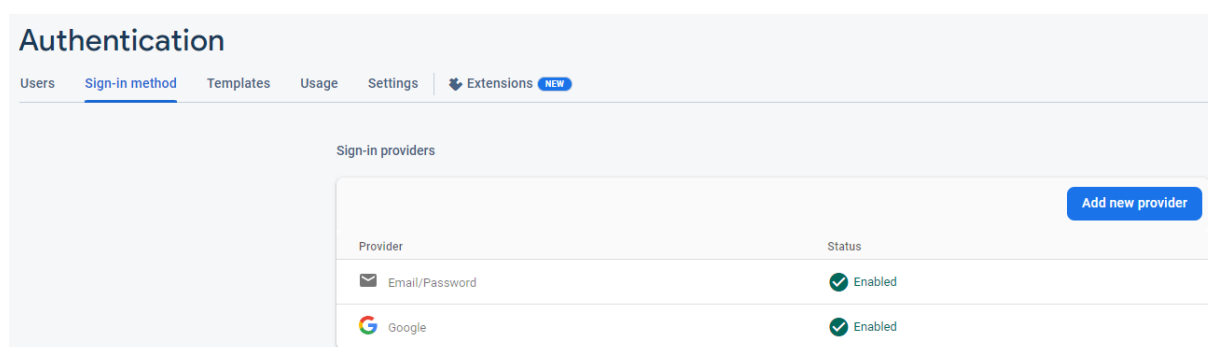 Authentication
Users Sign-in method Templates Usage Settings Extensions NEW
Sign-in providers
Add new provider
Provider Status
Email/Password Enabled
Google Enabled